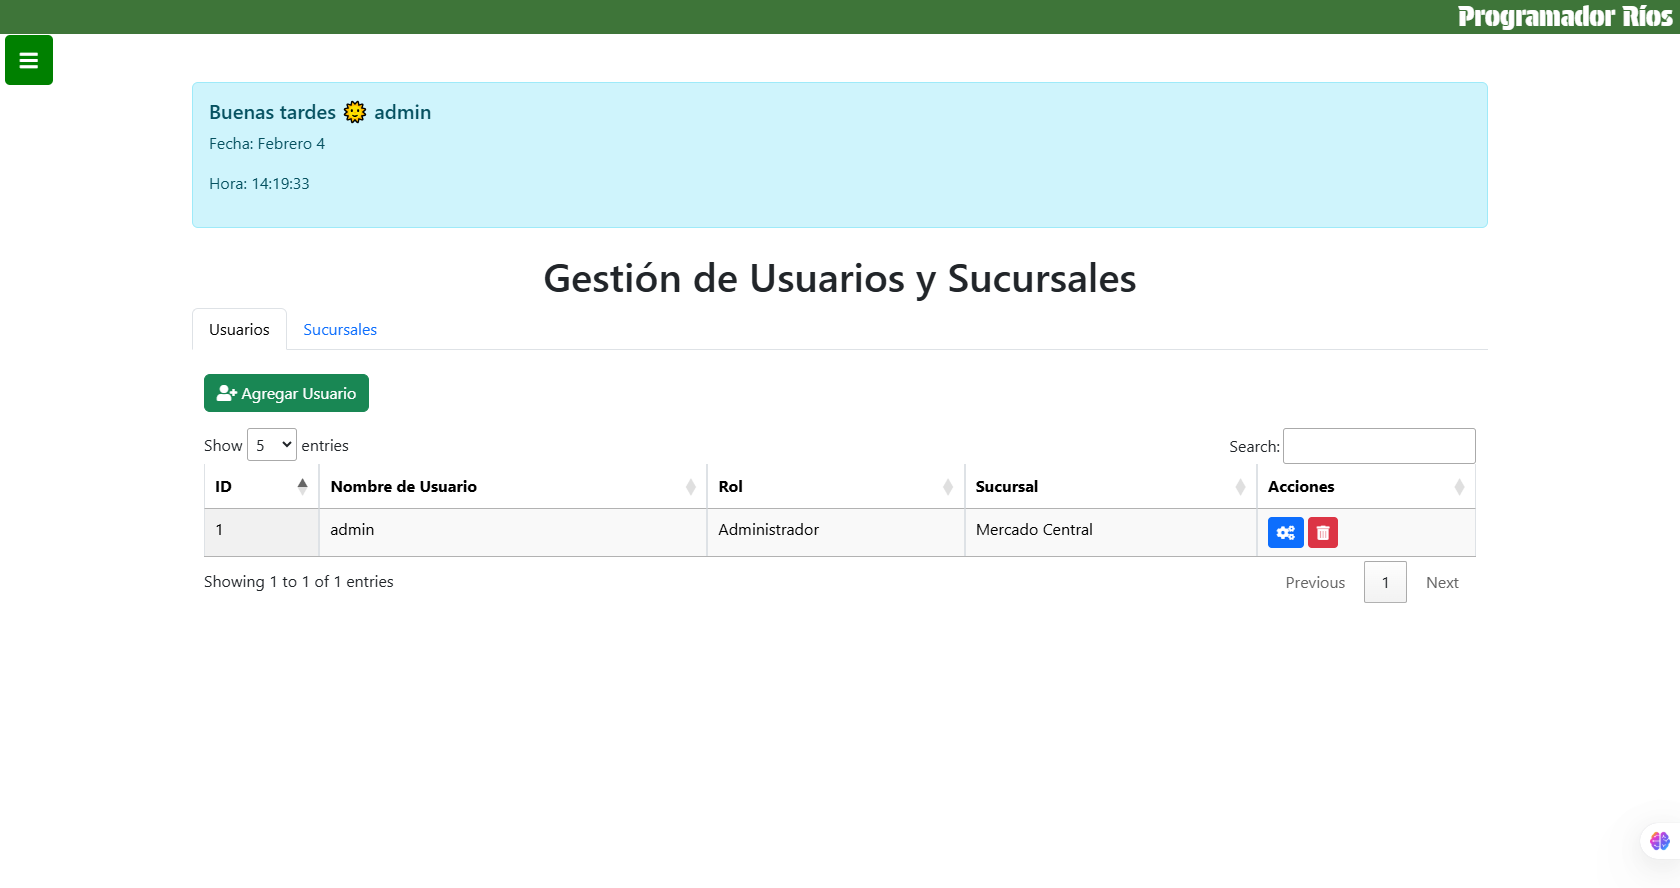 Programador Ríos
Buenas tardes 🌞 admin
Fecha: Febrero 4
Hora: 14:19:33
Gestión de Usuarios y Sucursales
Usuarios Sucursales
Agregar Usuario
Show 5 entries Search:
ID Nombre de Usuario Rol Sucursal Acciones
1 admin Administrador Mercado Central
Showing 1 to 1 of 1 entries Previous 1 Next